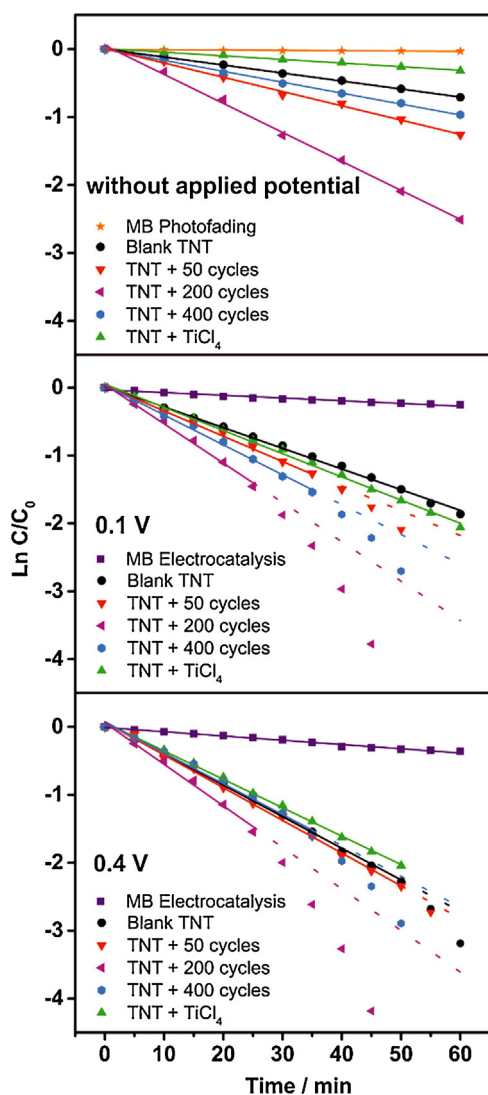 0
-1
-2
-3
-4
without applied potential
MB Photofading
Blank TNT
TNT + 50 cycles
TNT + 200 cycles
TNT + 400 cycles
TNT + TiCl₄
Ln C/C₀
0
-1
-2
-3
-4
0.1 V
MB Electrocatalysis
Blank TNT
TNT + 50 cycles
TNT + 200 cycles
TNT + 400 cycles
TNT + TiCl₄
0
-1
-2
-3
-4
0.4 V
MB Electrocatalysis
Blank TNT
TNT + 50 cycles
TNT + 200 cycles
TNT + 400 cycles
TNT + TiCl₄
0 10 20 30 40 50 60
Time / min